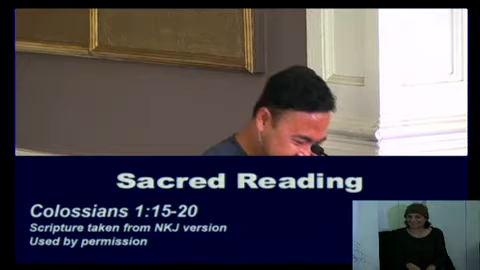 Sacred Reading
Colossians 1:15-20
Scripture taken from NKJ version
Used by permission